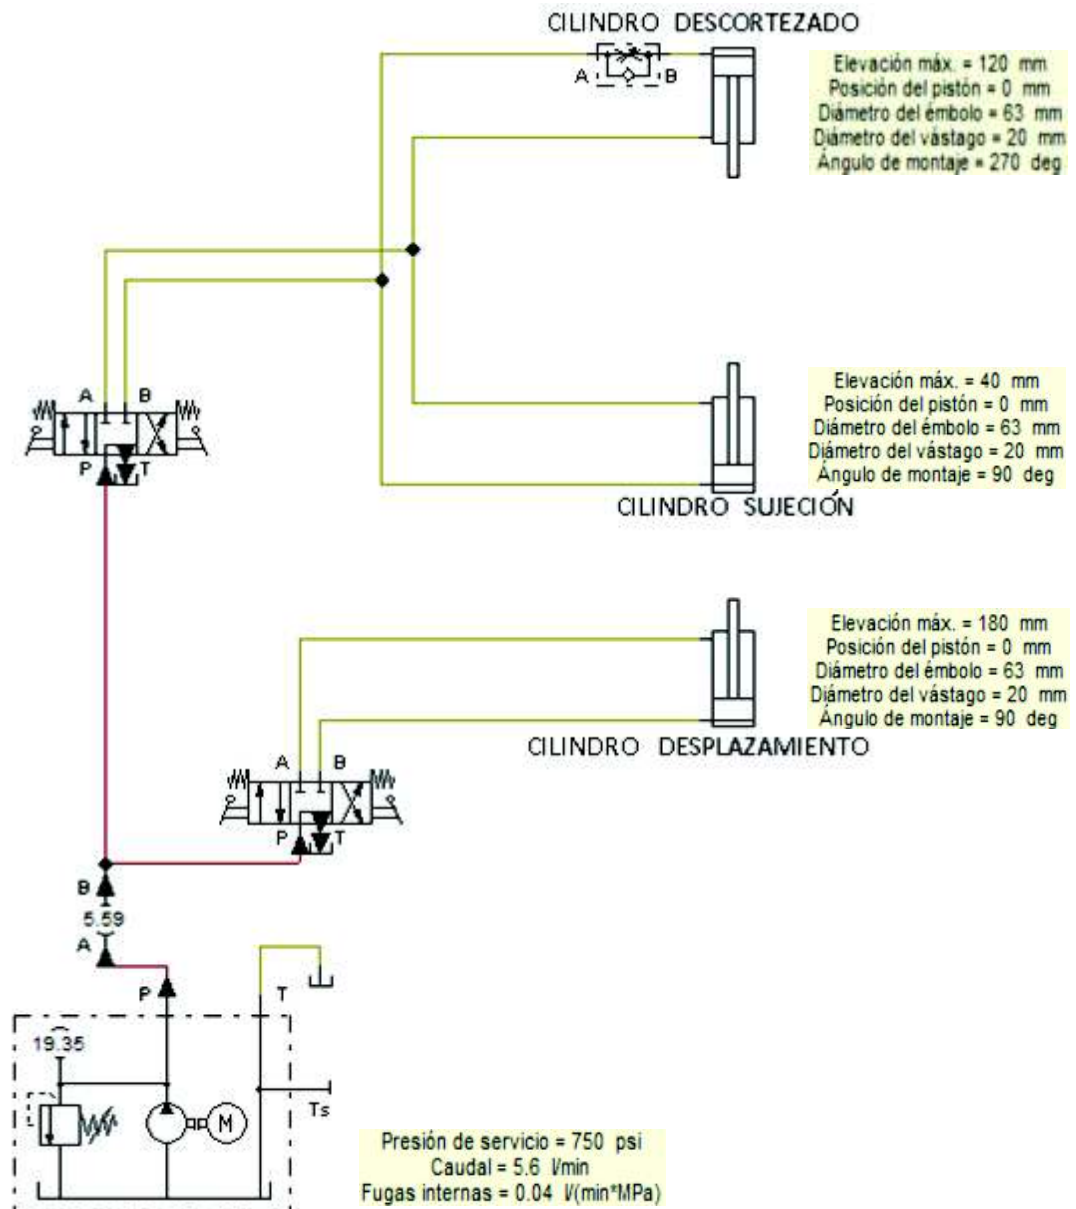 CILINDRO DESCORTEZADO
A
B
Elevación máx. = 120 mm
Posición del pistón = 0 mm
Diámetro del émbolo = 63 mm
Diámetro del vástago = 20 mm
Ángulo de montaje = 270 deg
A
B
P
T
Elevación máx. = 40 mm
Posición del pistón = 0 mm
Diámetro del émbolo = 63 mm
Diámetro del vástago = 20 mm
Ángulo de montaje = 90 deg
CILINDRO SUJECIÓN
Elevación máx. = 180 mm
Posición del pistón = 0 mm
Diámetro del émbolo = 63 mm
Diámetro del vástago = 20 mm
Ángulo de montaje = 90 deg
CILINDRO DESPLAZAMIENTO
A
B
P
T
B
5.59
A
P
T
19.35
M
Ts
Presión de servicio = 750 psi
Caudal = 5.6 l/min
Fugas internas = 0.04 l/(min*MPa)